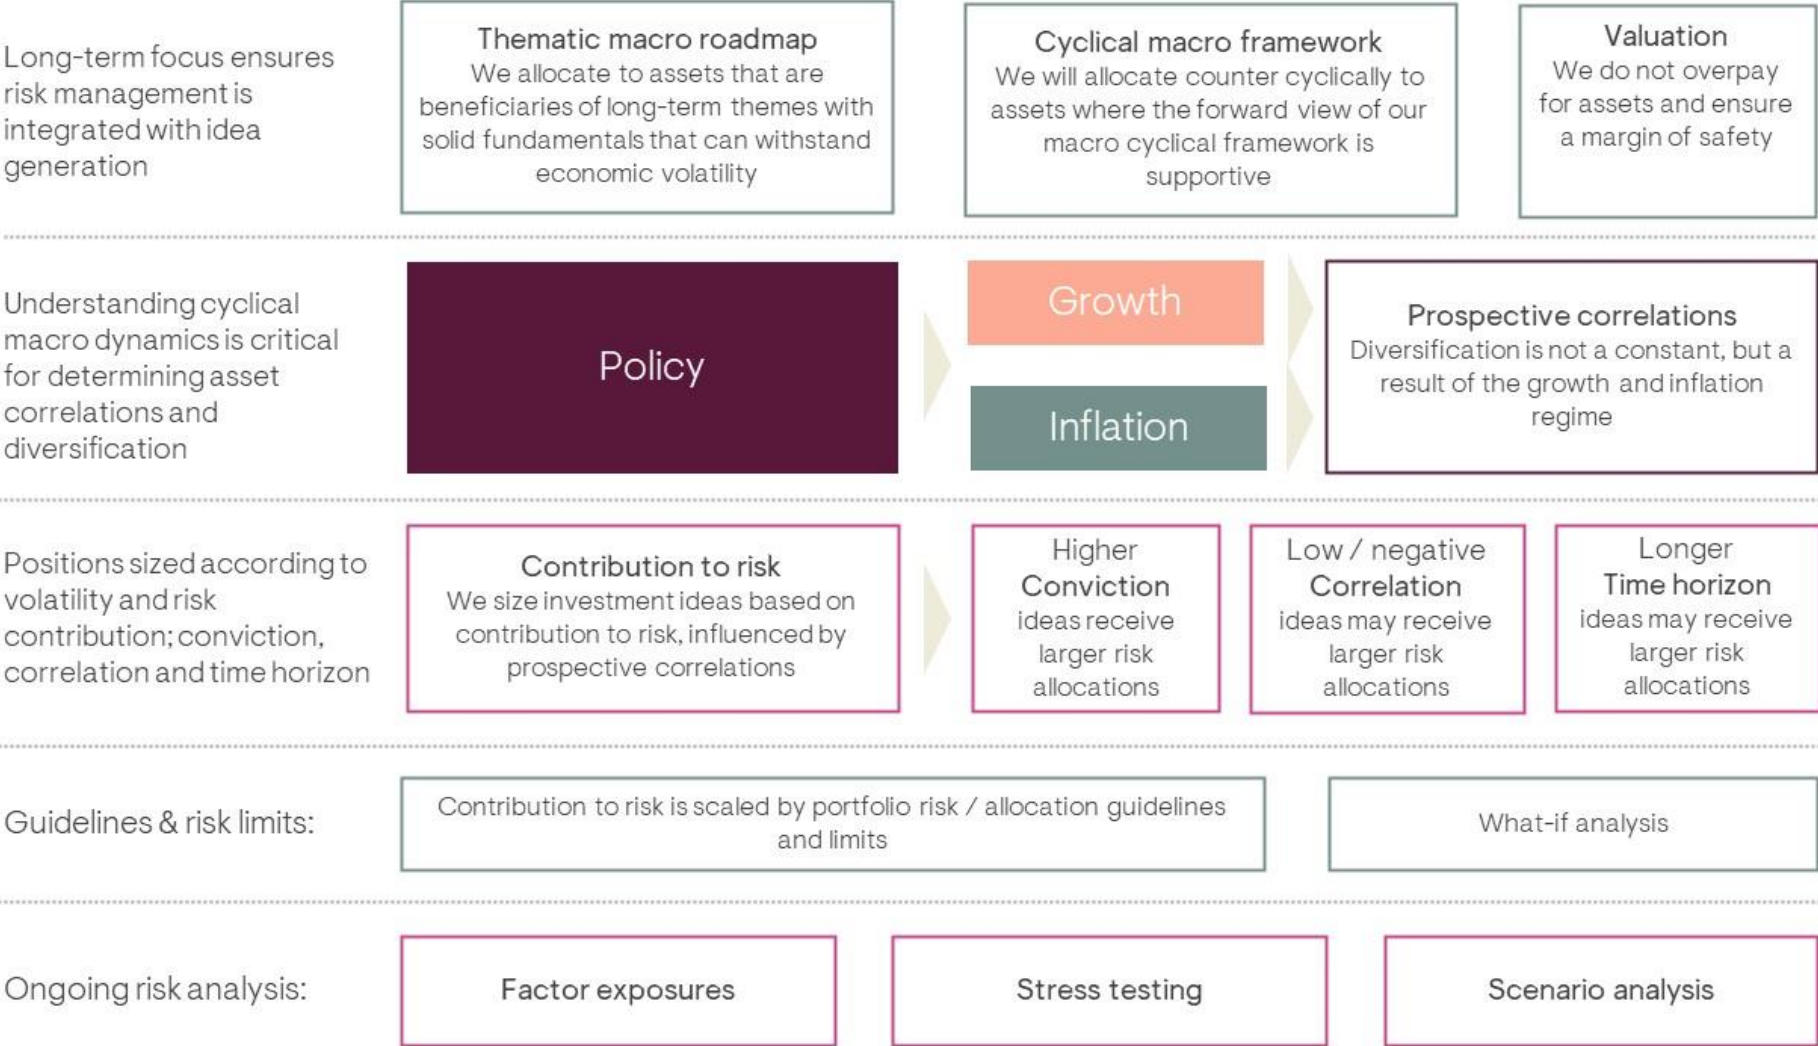 Long-term focus ensures
risk management is
integrated with idea
generation
Thematic macro roadmap
We allocate to assets that are
beneficiaries of long-term themes with
solid fundamentals that can withstand
economic volatility
Cyclical macro framework
We will allocate counter cyclically to
assets where the forward view of our
macro cyclical framework is
supportive
Valuation
We do not overpay
for assets and ensure
a margin of safety
Understanding cyclical
macro dynamics is critical
for determining asset
correlations and
diversification
Policy
Growth
Inflation
Prospective correlations
Diversification is not a constant, but a
result of the growth and inflation
regime
Positions sized according to
volatility and risk
contribution; conviction,
correlation and time horizon
Contribution to risk
We size investment ideas based on
contribution to risk, influenced by
prospective correlations
Higher
Conviction
ideas receive
larger risk
allocations
Low / negative
Correlation
ideas may receive
larger risk
allocations
Longer
Time horizon
ideas may receive
larger risk
allocations
Guidelines & risk limits:
Contribution to risk is scaled by portfolio risk / allocation guidelines
and limits
What-if analysis
Ongoing risk analysis:
Factor exposures
Stress testing
Scenario analysis